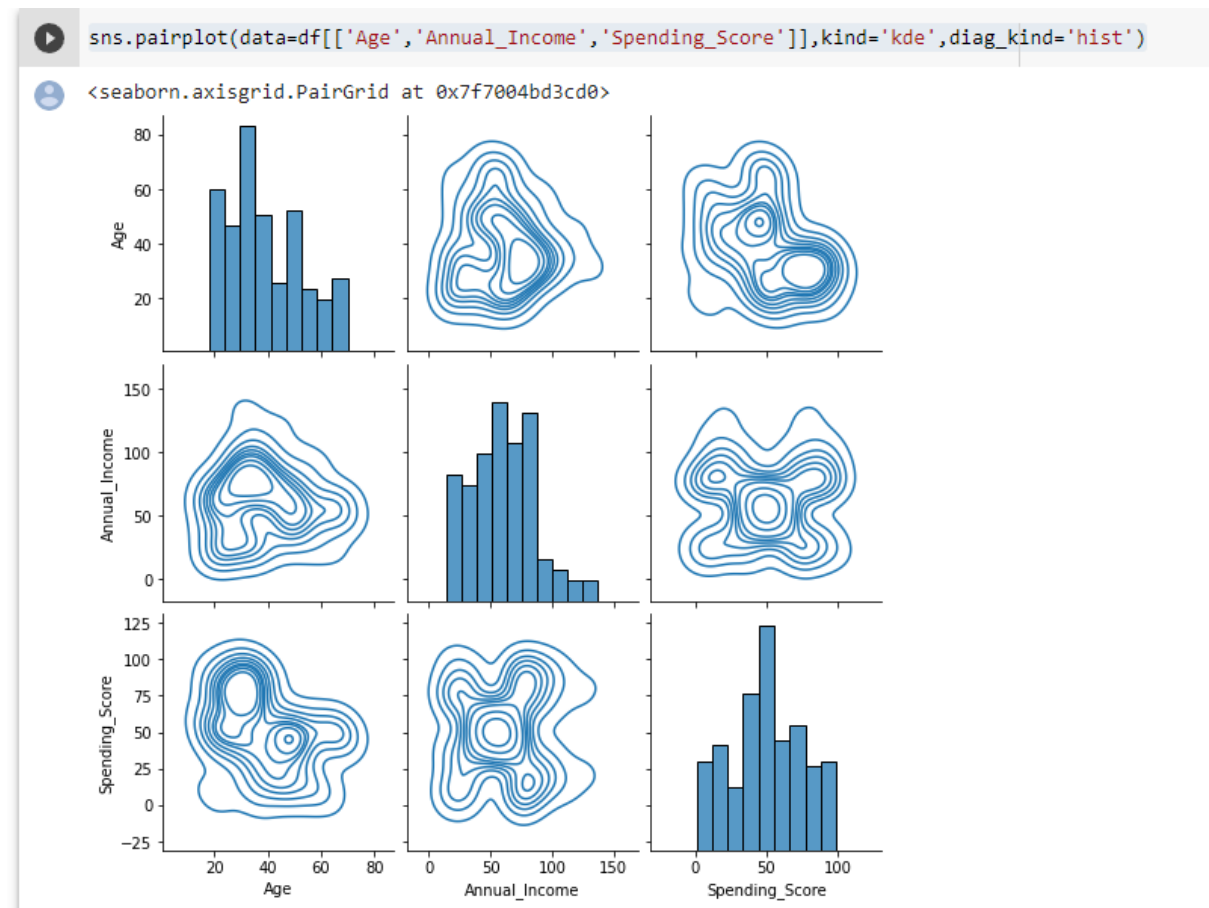 sns.pairplot(data=df[['Age','Annual_Income','Spending_Score']],kind='kde',diag_kind='hist')
<seaborn.axisgrid.PairGrid at 0x7f7004bd3cd0>
80
60
40
20
Age
150
100
50
0
Annual_Income
125
100
75
50
25
0
−25
Spending_Score
20 40 60 80
Age
0 50 100 150
Annual_Income
0 50 100
Spending_Score